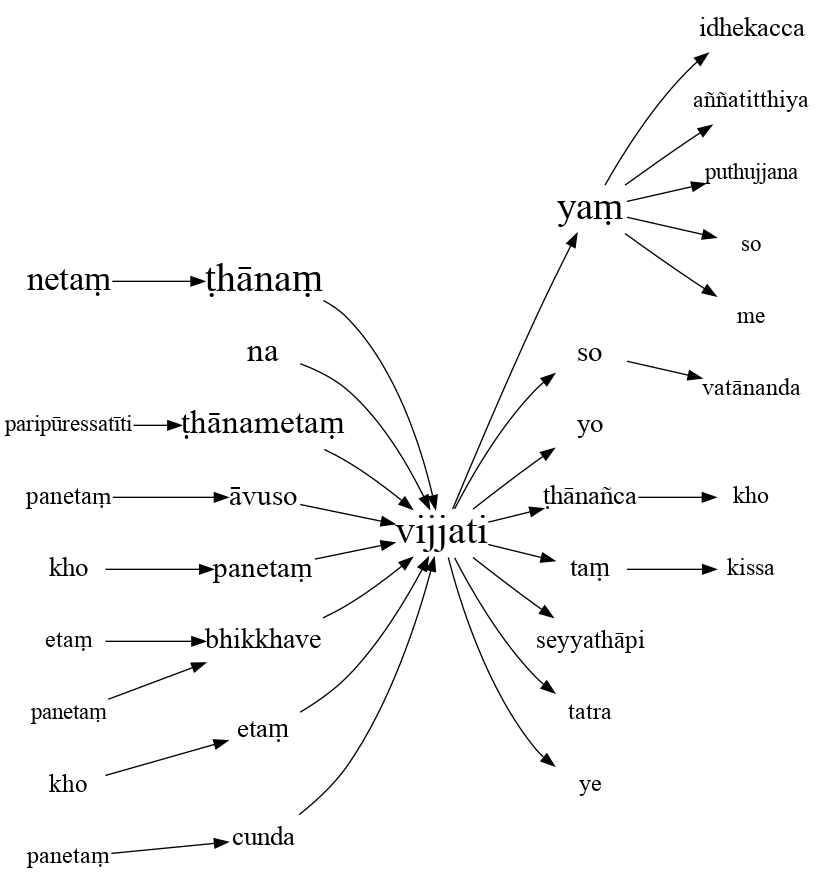 idhekacca
aññatitthiya
puthujjana
yaṃ
so
netaṃ
ṭhānaṃ
me
na
so
vatānanda
paripūressatīti
ṭhānametaṃ
yo
panetaṃ
āvuso
ṭhānañca
kho
vijjati
kho
panetaṃ
taṃ
kissa
etaṃ
bhikkhave
seyyathāpi
panetaṃ
tatra
etaṃ
kho
ye
cunda
panetaṃ